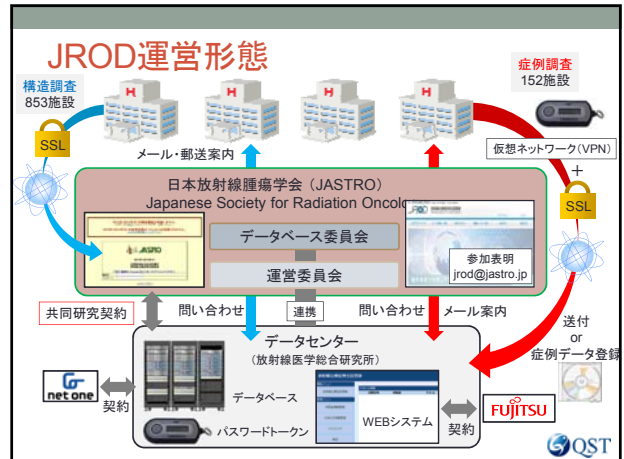 JROD運営形態
構造調査
853施設
症例調査
152施設
H
H
H
H
SSL
メール・郵送案内
仮想ネットワーク(VPN)
+
SSL
日本放射線腫瘍学会 (JASTRO)
Japanese Society for Radiation Oncolo
JASTRO
JROD
データベース委員会
運営委員会
参加表明
jrod@jastro.jp
共同研究契約
問い合わせ
連携
問い合わせ
メール案内
送付
or
症例データ登録
データセンター
(放射線医学総合研究所)
net one
契約
データベース
パスワードトークン
WEBシステム
契約
FUJITSU
QST